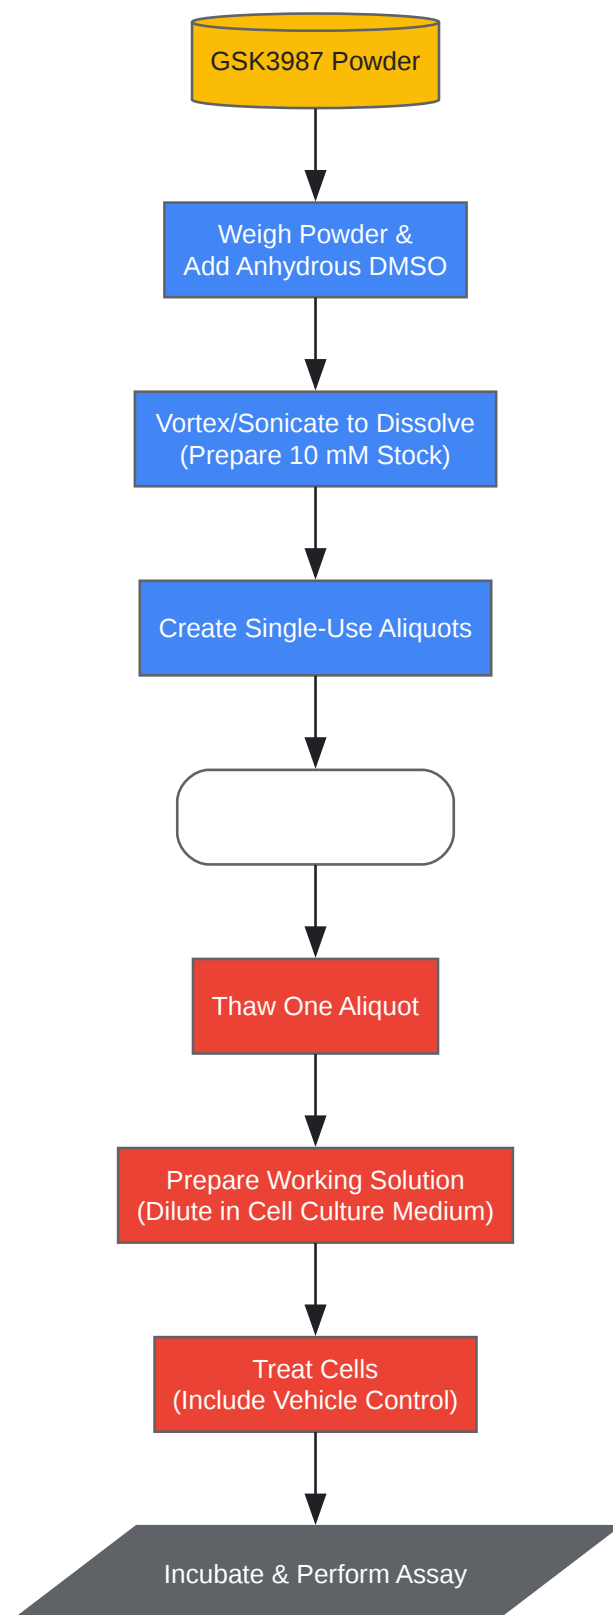 GSK3987 Powder
Weigh Powder &
Add Anhydrous DMSO
Vortex/Sonicate to Dissolve
(Prepare 10 mM Stock)
Create Single-Use Aliquots
Thaw One Aliquot
Prepare Working Solution
(Dilute in Cell Culture Medium)
Treat Cells
(Include Vehicle Control)
Incubate & Perform Assay